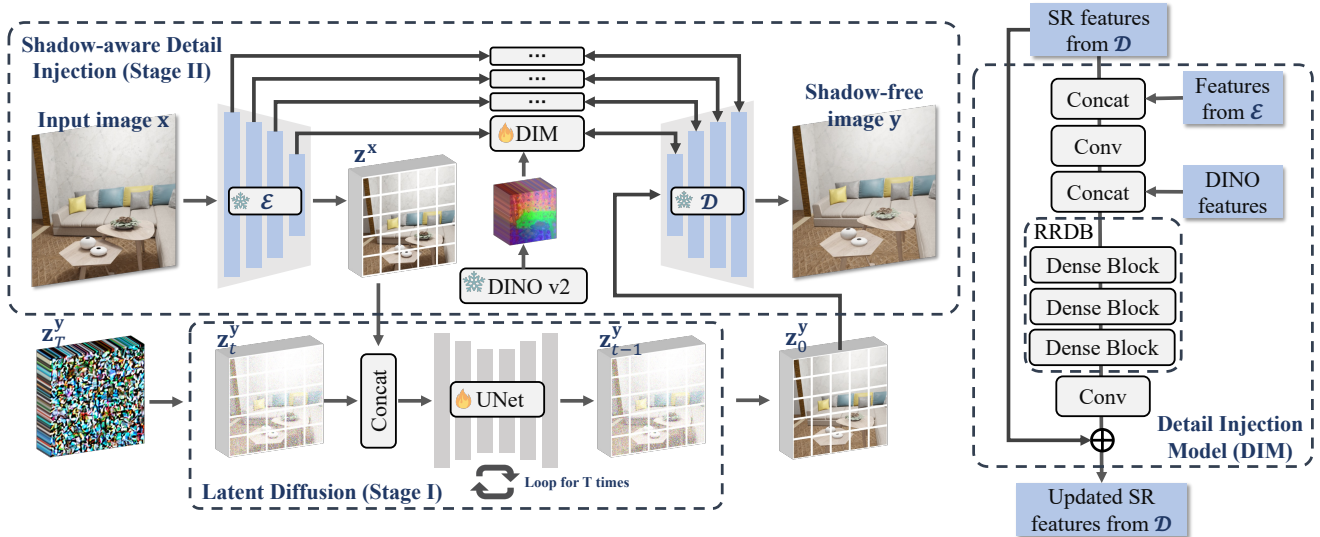 Shadow-aware Detail
Injection (Stage II)
Input image x
ℰ
z^x
...
...
...
DIM
DINO v2
𝒟
Shadow-free
image y
z_T^y
z_t^y
Concat
UNet
z_{t−1}^y
z_0^y
Latent Diffusion (Stage I)
Loop for T times
SR features
from 𝒟
Concat
Features
from ℰ
Conv
Concat
DINO
features
RRDB
Dense Block
Dense Block
Dense Block
Conv
Detail Injection
Model (DIM)
Updated SR
features from 𝒟